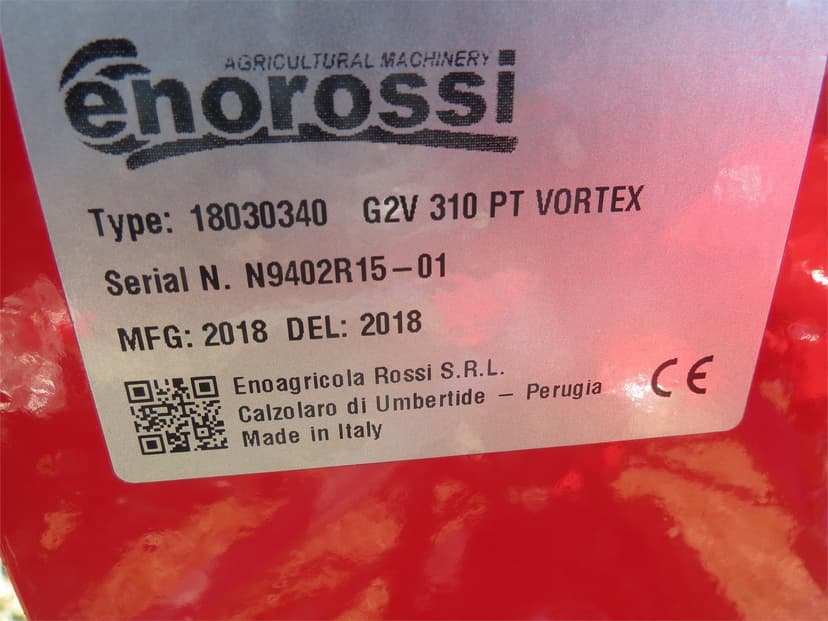 AGRICULTURAL MACHINERY
enorossi
Type: 18030340 G2V 310 PT VORTEX
Serial N. N9402R15-01
MFG: 2018 DEL: 2018
Enoagricola Rossi S.R.L.
Calzolaro di Umbertide - Perugia
Made in Italy
CE